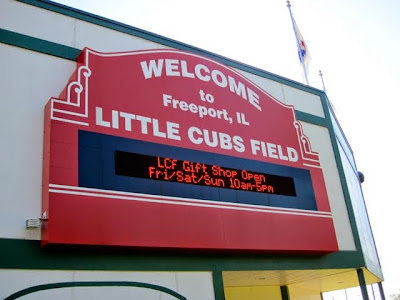 WELCOME
to
Freeport, IL
LITTLE CUBS FIELD
LCF Gift Shop Open
Fri/Sat/Sun 10am-5pm